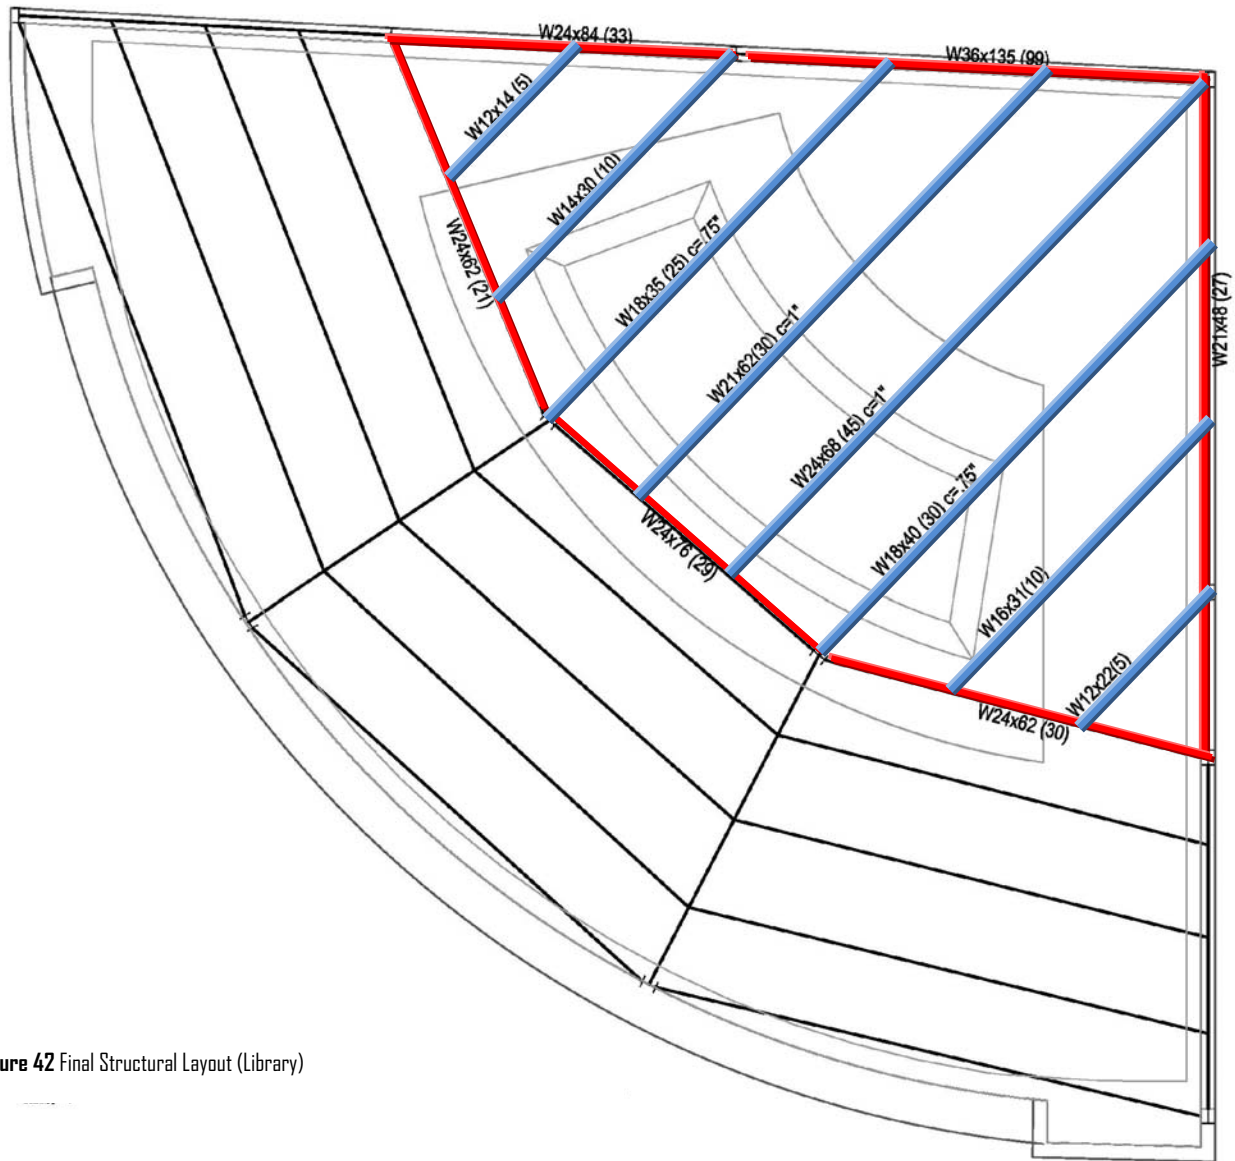 W24x84 (33)
W36x135 (99)
W12x14 (5)
W14x30 (10)
W24x62 (21)
W18x35 (25) c=.75"
W21x62(30) c=1"
W21x48 (27)
W24x68 (45) c=1"
W18x40 (30) c=.75"
W24x76 (29)
W16x31(10)
W12x22(5)
W24x62 (30)
ure 42 Final Structural Layout (Library)